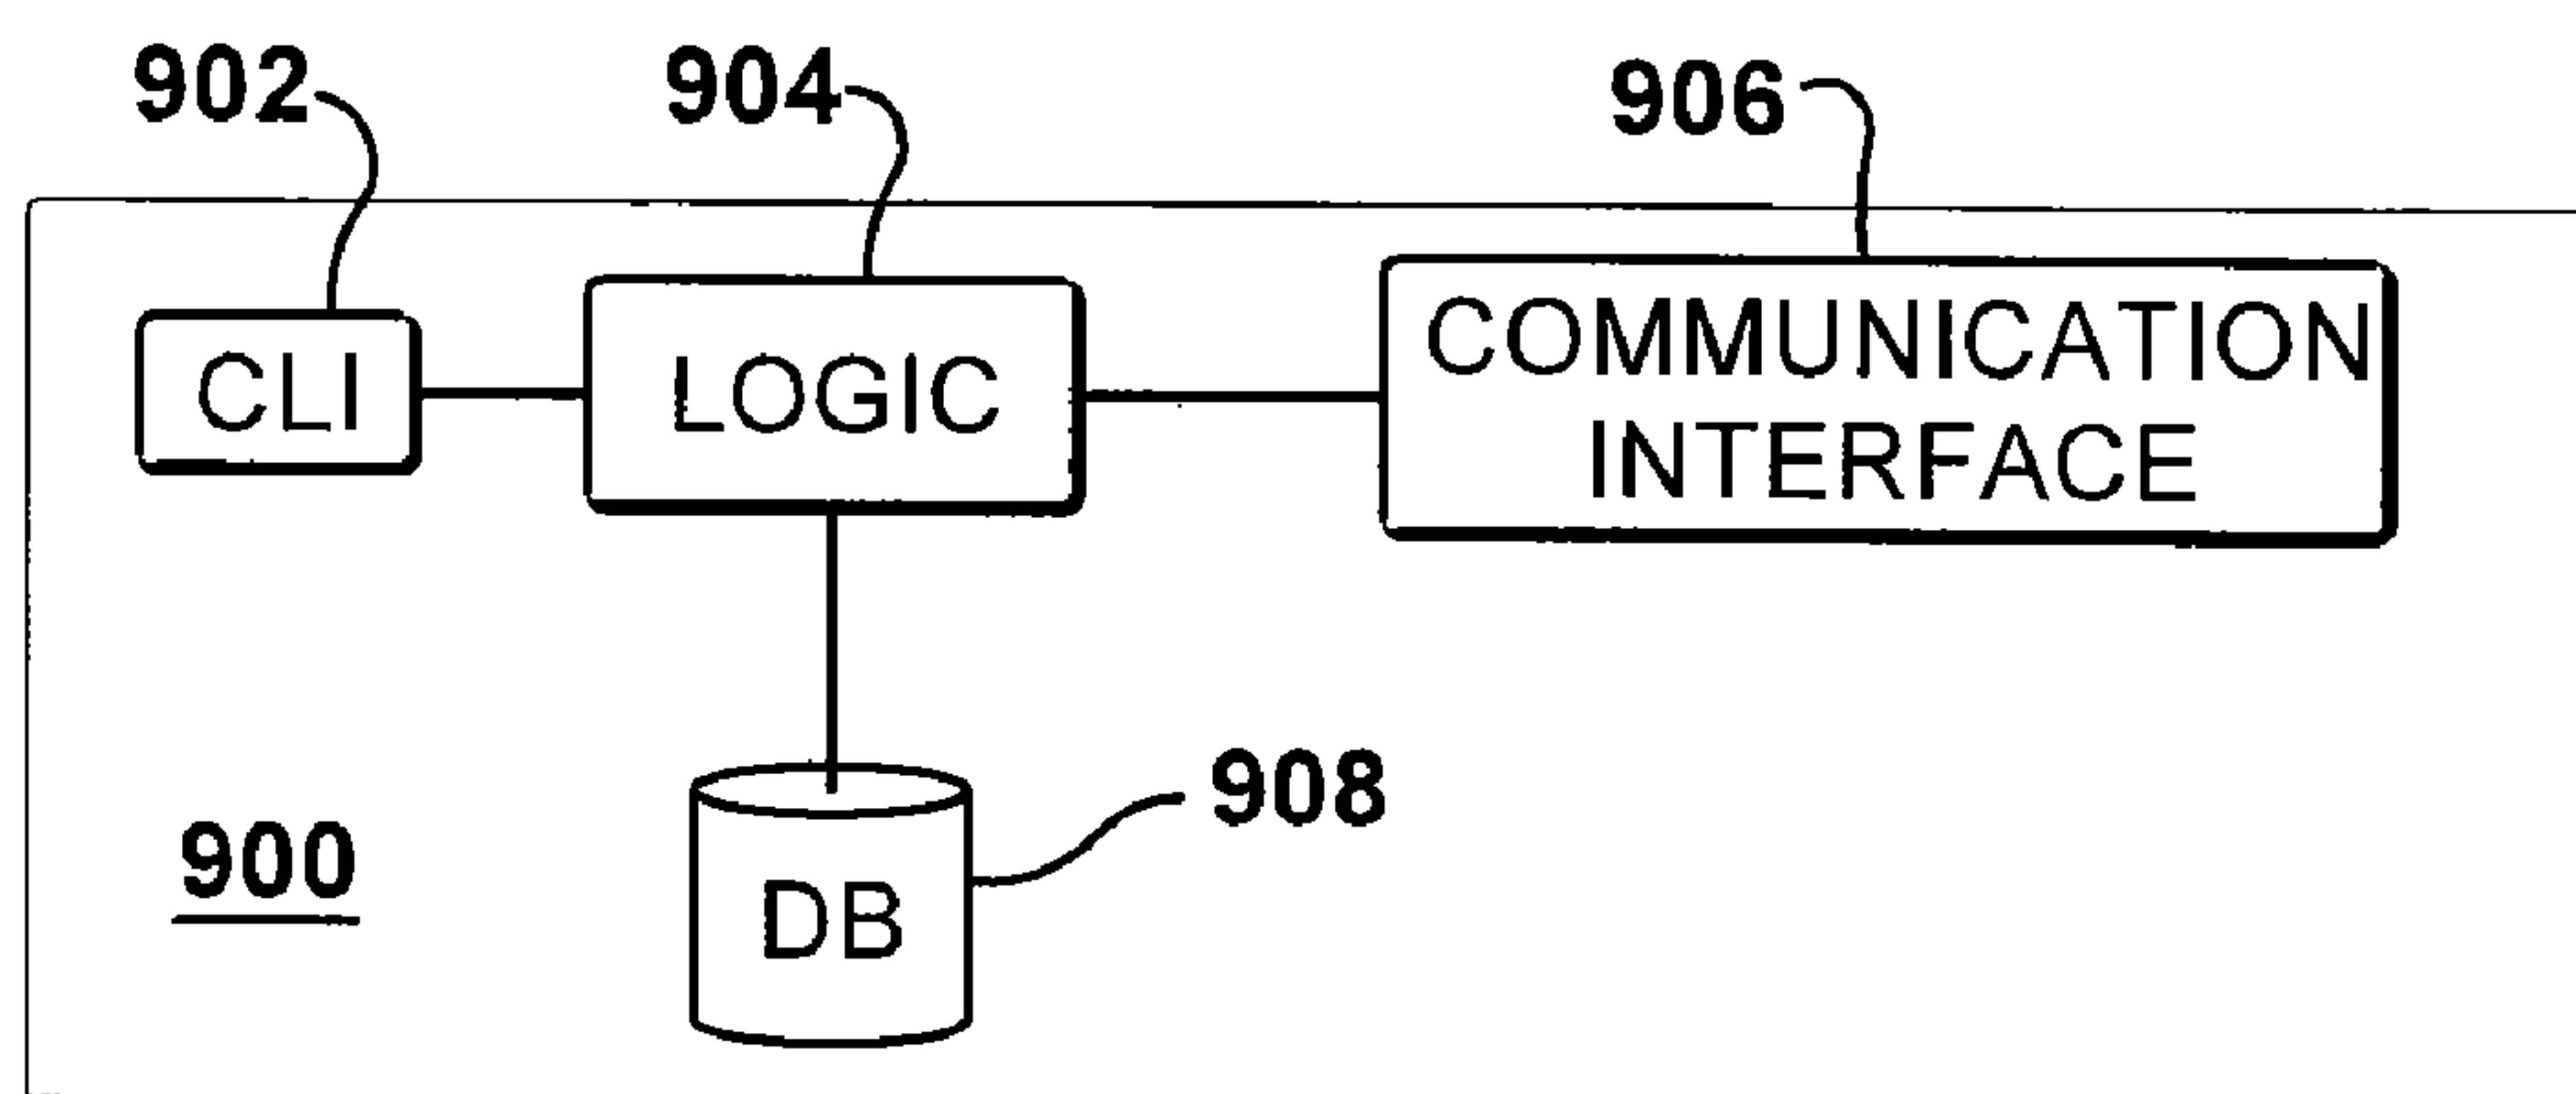 902
904
906
CLI
LOGIC
COMMUNICATION
INTERFACE
908
900
DB